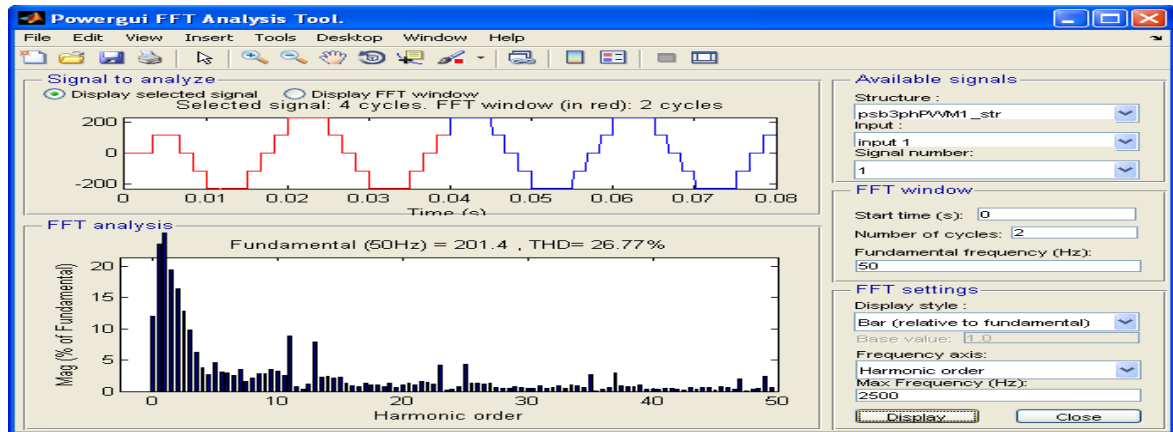 Powergui FFT Analysis Tool.
File Edit View Insert Tools Desktop Window Help
Signal to analyze
Display selected signal Display FFT window
Selected signal: 4 cycles. FFT window (in red): 2 cycles
200
0
-200
0 0.01 0.02 0.03 0.04 0.05 0.06 0.07 0.08
Time (s)
FFT analysis
Fundamental (50Hz) = 201.4 , THD= 26.77%
Mag (% of Fundamental)
20
15
10
5
0
0 10 20 30 40 50
Harmonic order
Available signals
Structure :
psb3phPWM1_str
Input :
input 1
Signal number:
1
FFT window
Start time (s): 0
Number of cycles: 2
Fundamental frequency (Hz):
50
FFT settings
Display style :
Bar (relative to fundamental)
Base value: 1.0
Frequency axis:
Harmonic order
Max Frequency (Hz):
2500
Display Close